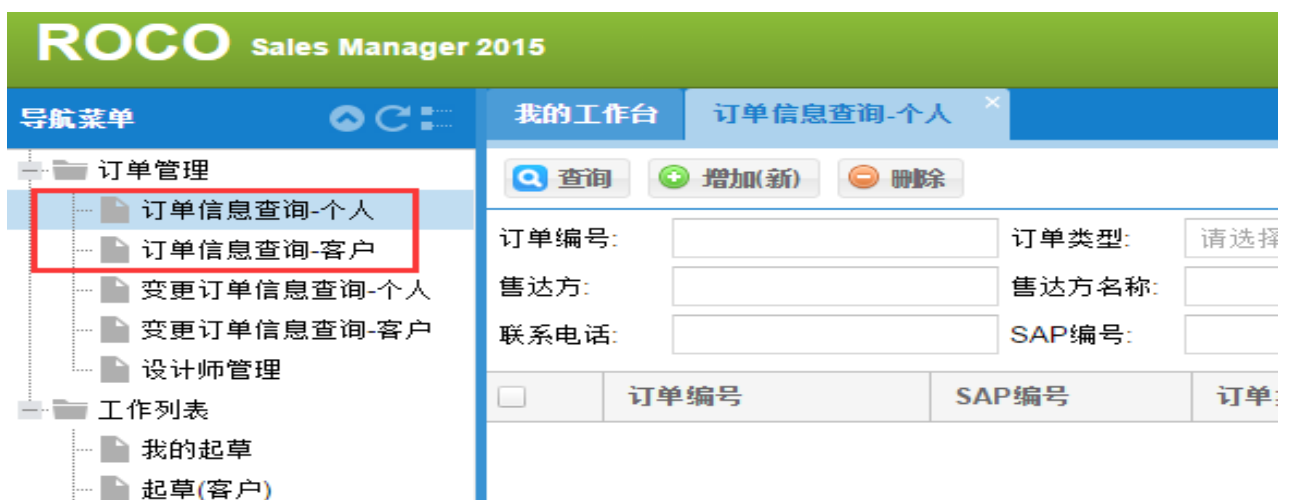 ROCO Sales Manager 2015
导航菜单
我的工作台
订单信息查询-个人
订单管理
订单信息查询-个人
订单信息查询-客户
变更订单信息查询-个人
变更订单信息查询-客户
设计师管理
工作列表
我的起草
起草(客户)
查询 增加(新) 删除
订单编号: 订单类型: 请选择
售达方: 售达方名称:
联系电话: SAP编号:
订单编号 SAP编号 订单